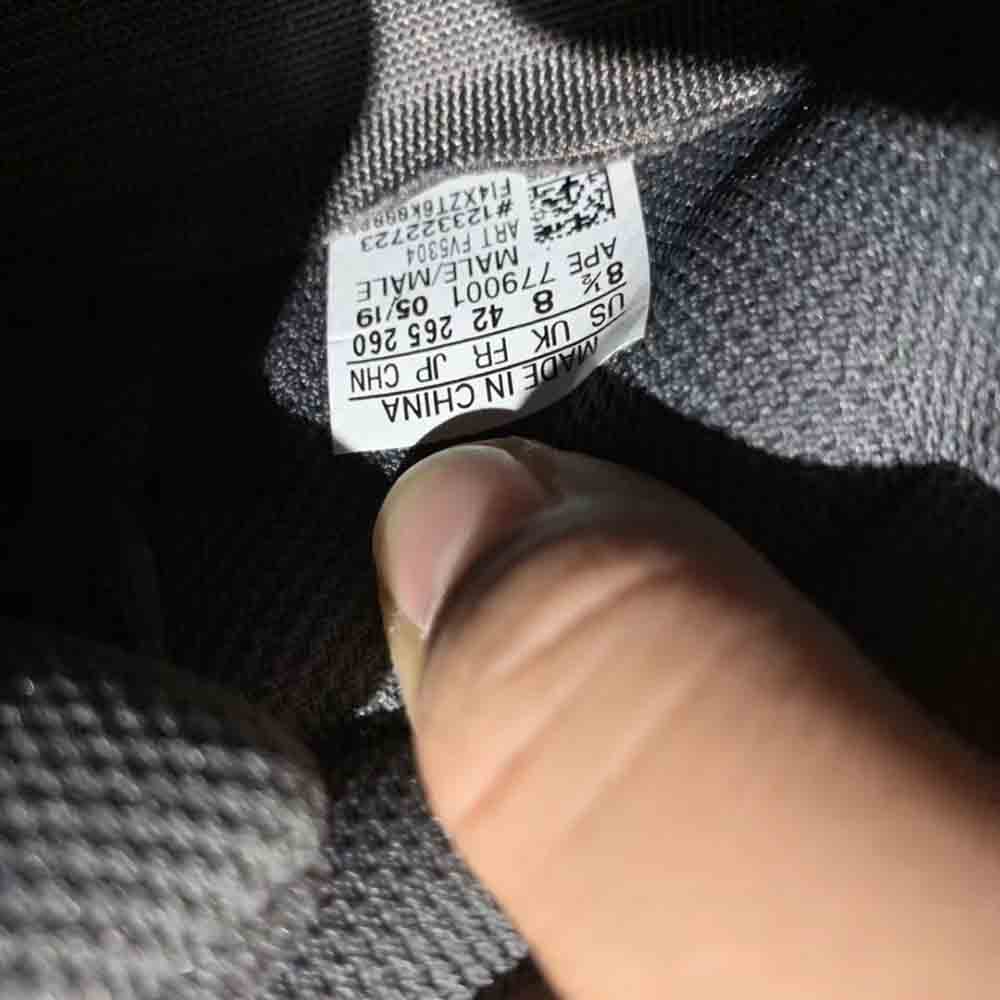 MADE IN CHINA
US UK FR JP CHN
8½ 8 42 265 260
APE 779001 05/19
MALE/MALE
ART FV5304
#123322723